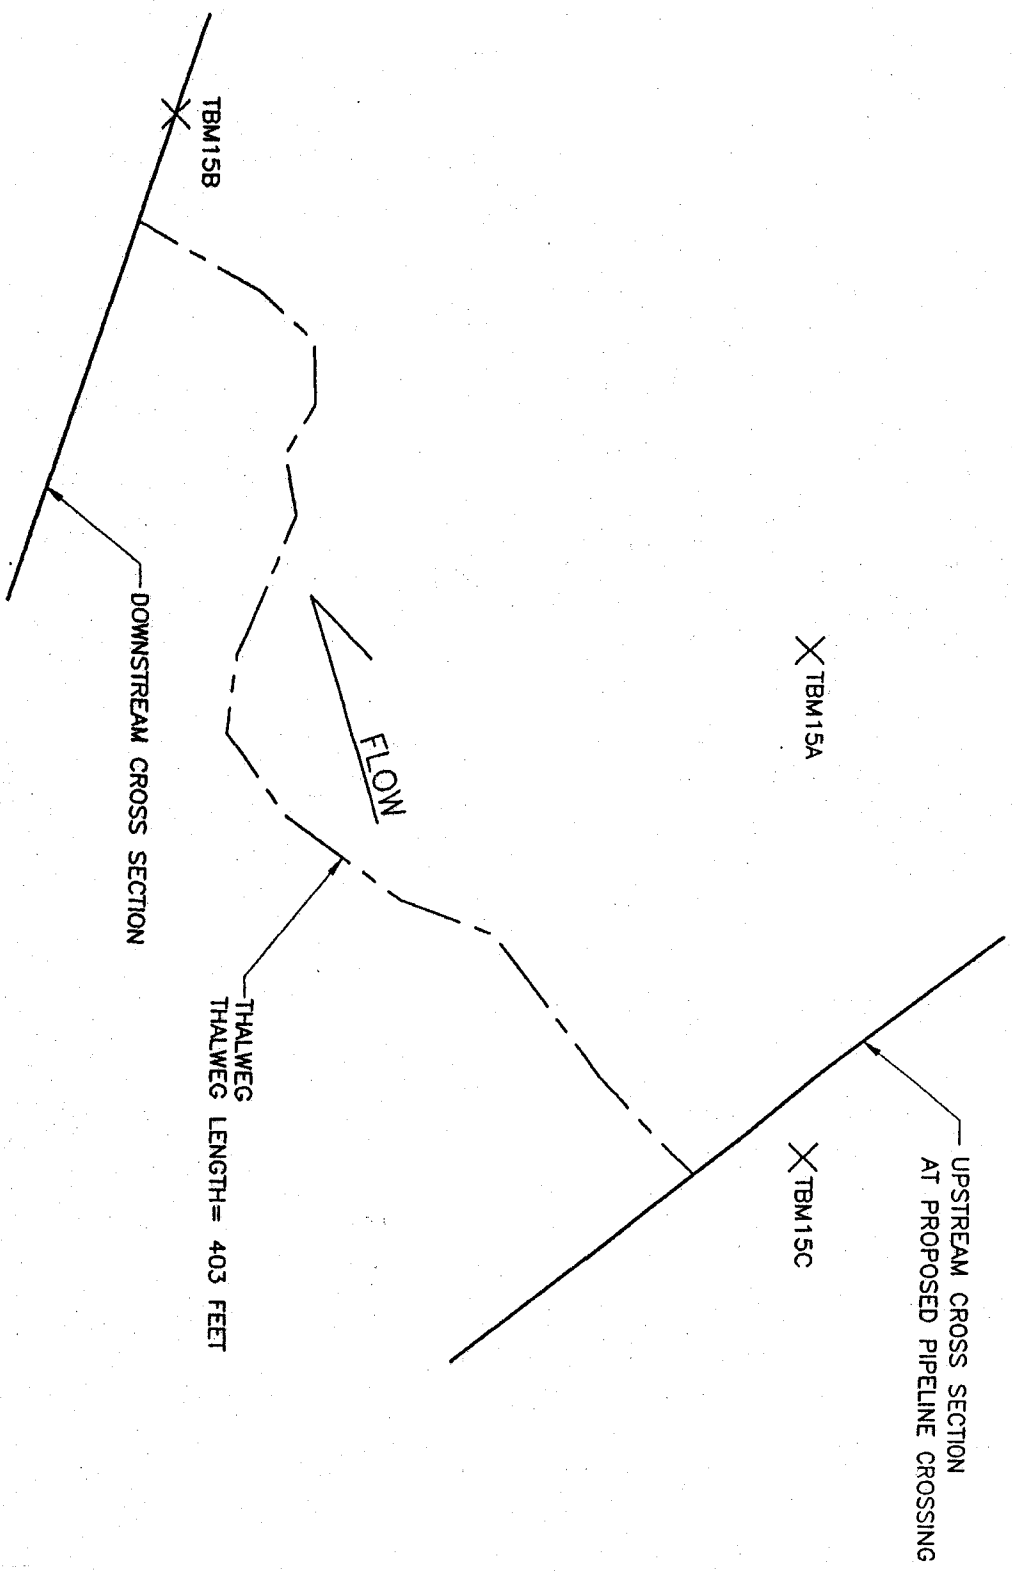 UPSTREAM CROSS SECTION
AT PROPOSED PIPELINE CROSSING
TBM15A
TBM15C
FLOW
TBM15B
THALWEG
THALWEG LENGTH= 403 FEET
DOWNSTREAM CROSS SECTION